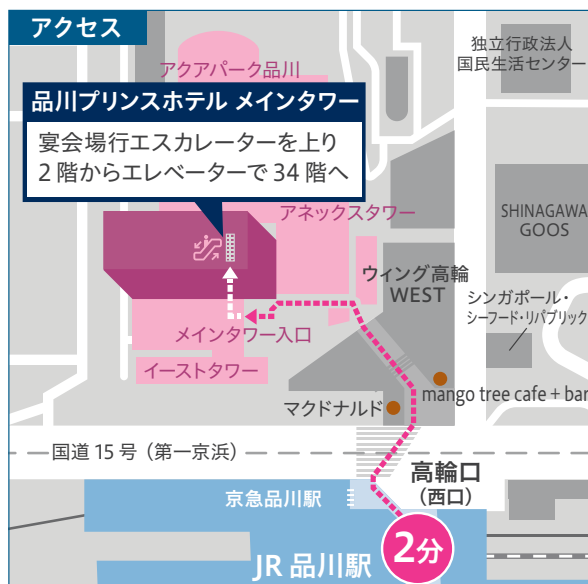 アクセス
独立行政法人
国民生活センター
アクアパーク品川
品川プリンスホテル メインタワー
宴会場行エスカレーターを上り
2 階からエレベーターで 34 階へ
アネックスタワー
SHINAGAWA
GOOS
ウィング高輪
WEST
シンガポール・
シーフード・リパブリック
メインタワー入口
イーストタワー
mango tree cafe + bar
マクドナルド
国道 15 号（第一京浜）
高輪口
（西口）
京急品川駅
2分
JR 品川駅